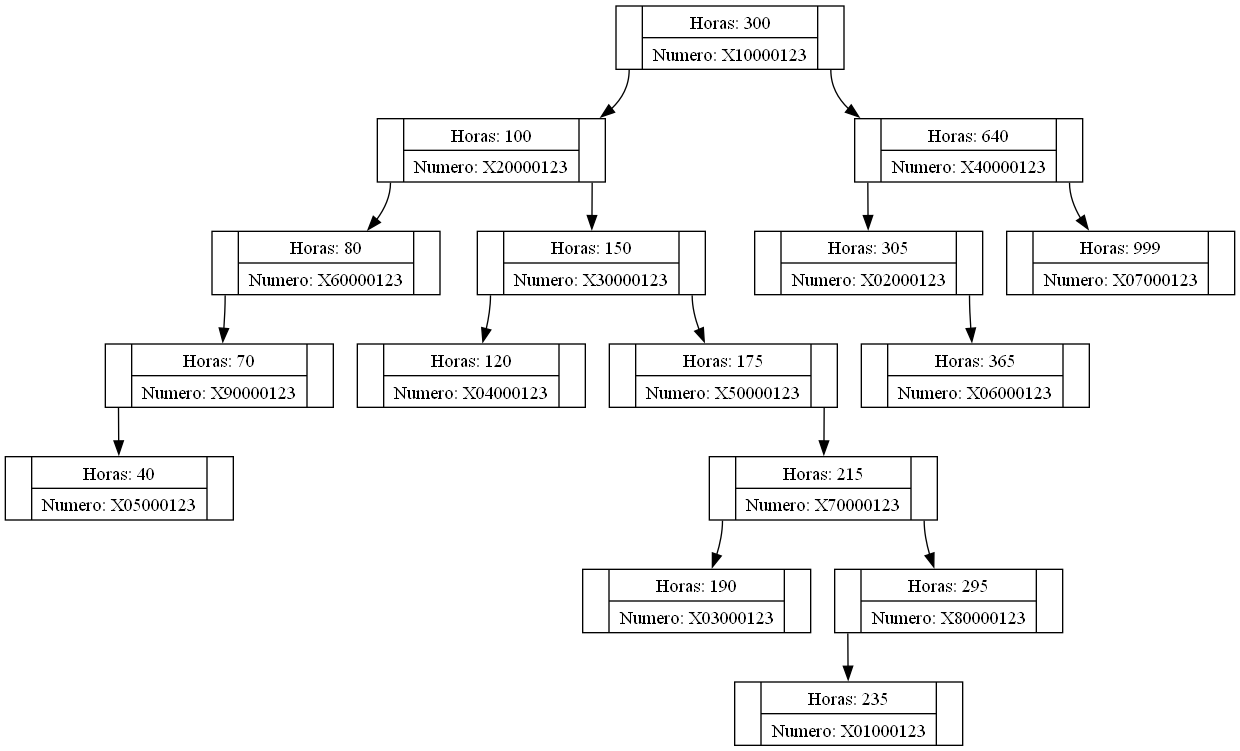 Horas: 300
Numero: X10000123
Horas: 100
Numero: X20000123
Horas: 640
Numero: X40000123
Horas: 80
Numero: X60000123
Horas: 150
Numero: X30000123
Horas: 305
Numero: X02000123
Horas: 999
Numero: X07000123
Horas: 70
Numero: X90000123
Horas: 120
Numero: X04000123
Horas: 175
Numero: X50000123
Horas: 365
Numero: X06000123
Horas: 40
Numero: X05000123
Horas: 215
Numero: X70000123
Horas: 190
Numero: X03000123
Horas: 295
Numero: X80000123
Horas: 235
Numero: X01000123